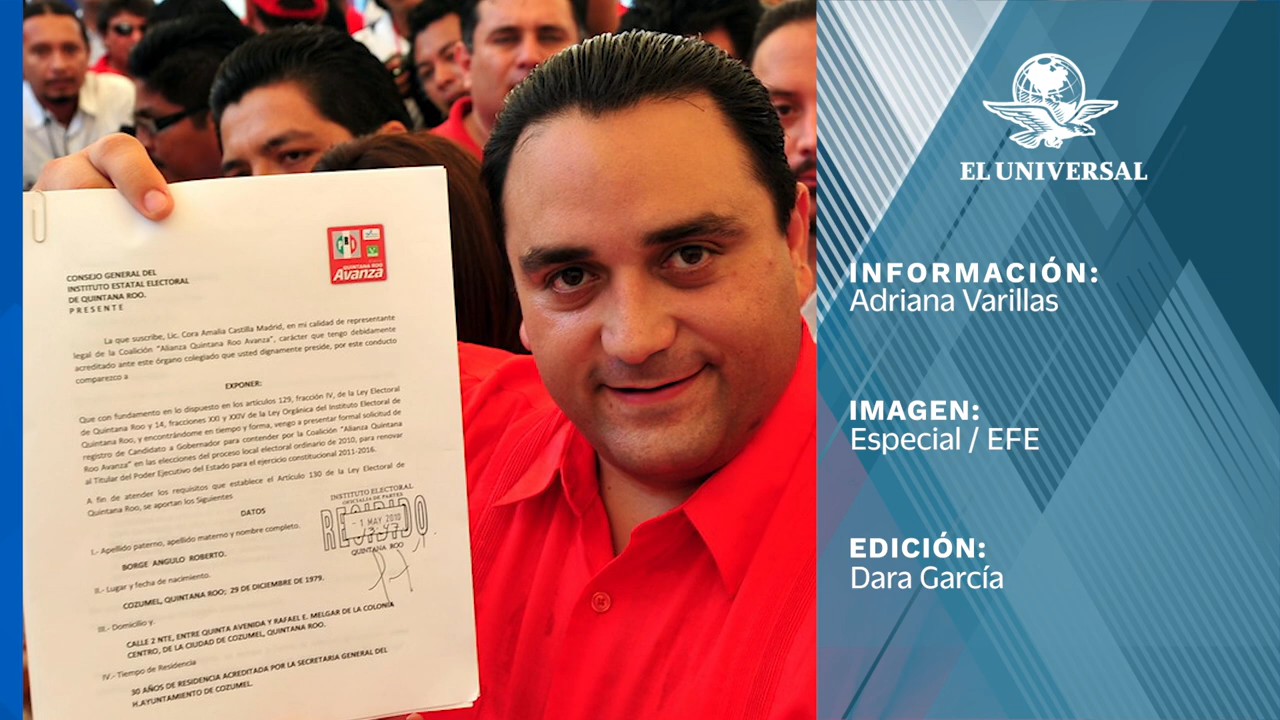 PRI
QUINTANA ROO
Avanza
CONSEJO GENERAL DEL
INSTITUTO ESTATAL ELECTORAL
DE QUINTANA ROO.
P R E S E N T E
La que suscribe, Lic. Cora Amalia Castilla Madrid, en mi calidad de representante
legal de la Coalición "Alianza Quintana Roo Avanza", carácter que tengo debidamente
acreditado ante este órgano colegiado que usted dignamente preside, por este conducto
comparezco a
EXPONER:
Que con fundamento en lo dispuesto en los artículos 129, fracción IV, de la Ley Electoral
de Quintana Roo y 14, fracciones XXI y XXIV de la Ley Orgánica del Instituto Electoral de
Quintana Roo, y encontrándome en tiempo y forma, vengo a presentar formal solicitud de
registro de Candidato a Gobernador para contender por la Coalición "Alianza Quintana
Roo Avanza" en las elecciones del proceso local electoral ordinario de 2010, para renovar
al Titular del Poder Ejecutivo del Estado para el ejercicio constitucional 2011-2016.
A fin de atender los requisitos que establece el Artículo 130 de la Ley Electoral de
Quintana Roo, se aportan los Siguientes
DATOS
INSTITUTO ELECTORAL
OFICIALIA DE PARTES
RECIBIDO
- 1 MAY 2010
QUINTANA ROO
I.- Apellido paterno, apellido materno y nombre completo.
BORGE ANGULO ROBERTO.
II.- Lugar y fecha de nacimiento.
COZUMEL, QUINTANA ROO; 29 DE DICIEMBRE DE 1979.
III.- Domicilio y.
CALLE 2 NTE, ENTRE QUINTA AVENIDA Y RAFAEL E. MELGAR DE LA COLONÍA
CENTRO, DE LA CIUDAD DE COZUMEL, QUINTANA ROO.
IV.- Tiempo de Residencia
30 AÑOS DE RESIDENCIA ACREDITADA POR LA SECRETARIA GENERAL DEL
H.AYUNTAMIENTO DE COZUMEL.
EL UNIVERSAL
INFORMACIÓN:
Adriana Varillas
IMAGEN:
Especial / EFE
EDICIÓN:
Dara García